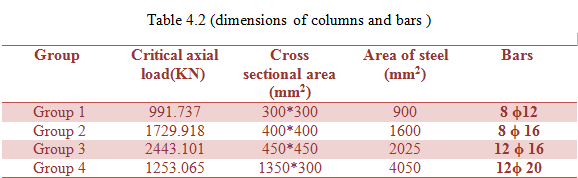 Table 4.2 (dimensions of columns and bars )
Group Critical axial load(KN) Cross sectional area (mm²) Area of steel (mm²) Bars
Group 1 991.737 300*300 900 8 ϕ12
Group 2 1729.918 400*400 1600 8 ϕ 16
Group 3 2443.101 450*450 2025 12 ϕ 16
Group 4 1253.065 1350*300 4050 12ϕ 20